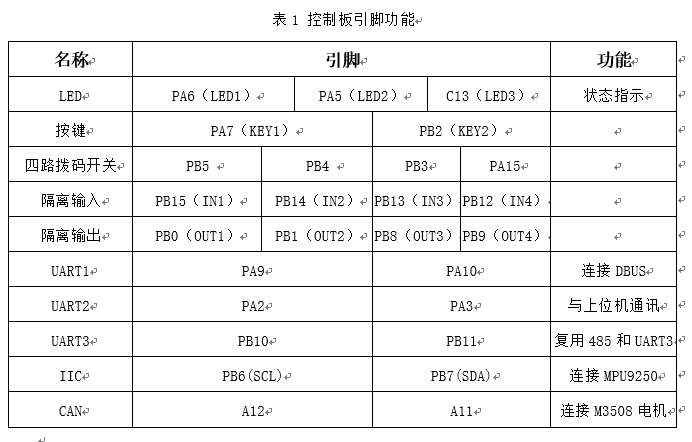 表 1 控制板引脚功能
名称 引脚 功能
LED PA6（LED1） PA5（LED2） C13（LED3） 状态指示
按键 PA7（KEY1） PB2（KEY2）
四路拨码开关 PB5 PB4 PB3 PA15
隔离输入 PB15（IN1） PB14（IN2） PB13（IN3） PB12（IN4）
隔离输出 PB0（OUT1） PB1（OUT2） PB8（OUT3） PB9（OUT4）
UART1 PA9 PA10 连接 DBUS
UART2 PA2 PA3 与上位机通讯
UART3 PB10 PB11 复用 485 和 UART3
IIC PB6(SCL) PB7(SDA) 连接 MPU9250
CAN A12 A11 连接 M3508 电机